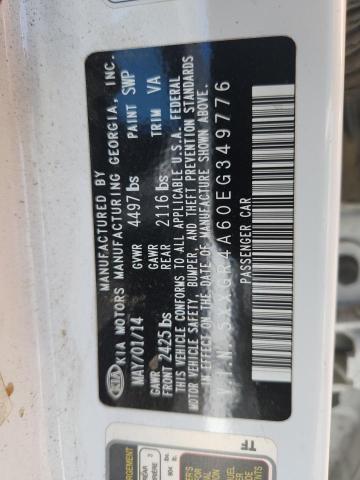 MANUFACTURED BY
KIA MOTORS MANUFACTURING GEORGIA, INC.
KIA
MAY/01/14 GVWR 4497 lbs PAINT SWP
GAWR FRONT 2425 lbs GAWR REAR 2116 lbs TRIM VA
THIS VEHICLE CONFORMS TO ALL APPLICABLE U.S.A. FEDERAL
MOTOR VEHICLE SAFETY, BUMPER, AND THEFT PREVENTION STANDARDS
IN EFFECT ON THE DATE OF MANUFACTURE SHOWN ABOVE.
PASSENGER CAR